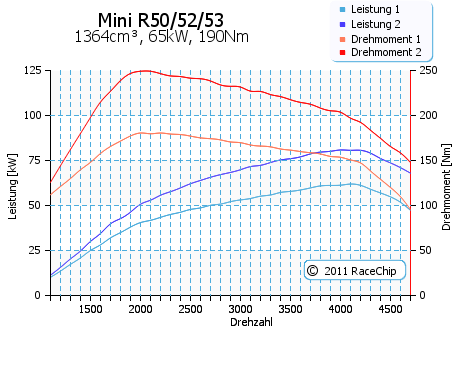 Mini R50/52/53
1364cm³, 65kW, 190Nm
Leistung 1
Leistung 2
Drehmoment 1
Drehmoment 2
125
100
75
50
25
0
Leistung [kW]
250
200
150
100
50
0
Drehmoment [Nm]
1500 2000 2500 3000 3500 4000 4500
Drehzahl
© 2011 RaceChip